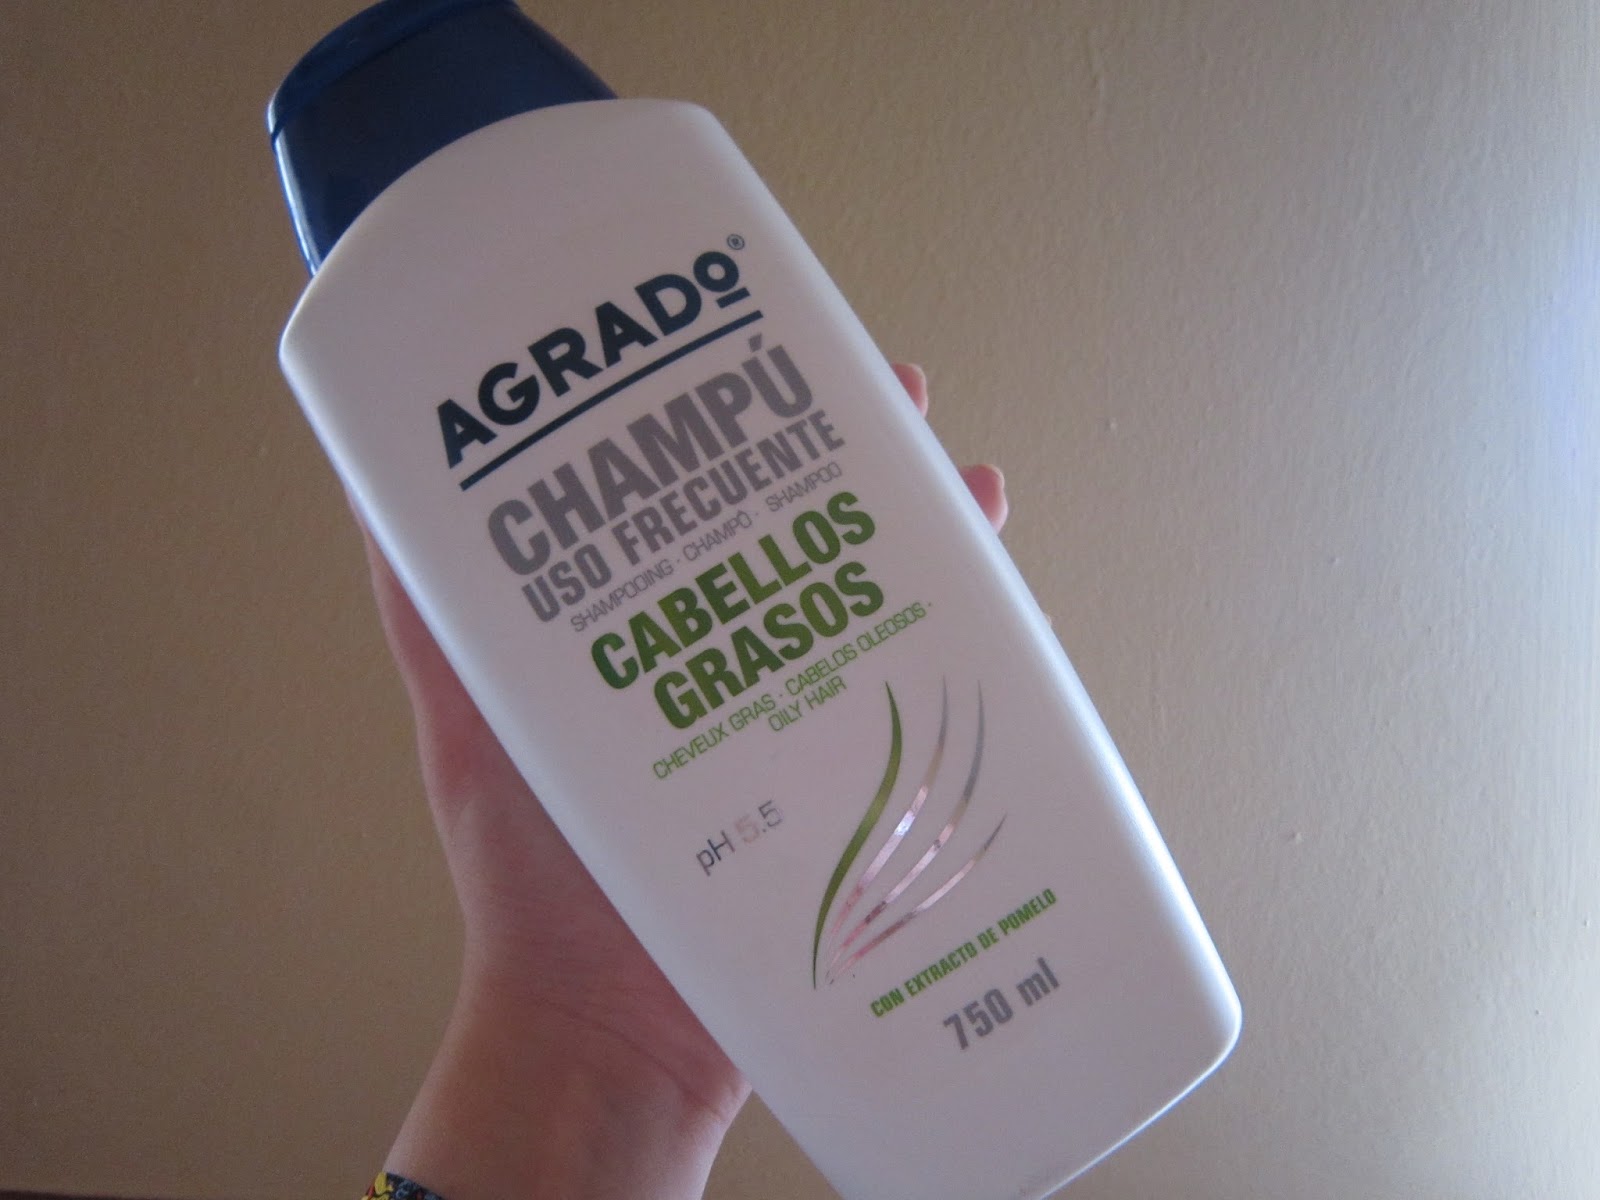 AGRADO®
CHAMPÚ
USO FRECUENTE
SHAMPOOING · CHAMPÔ · SHAMPOO
CABELLOS
GRASOS
CHEVEUX GRAS · CABELOS OLEOSOS ·
OILY HAIR
pH 5.5
CON EXTRACTO DE POMELO
750 ml